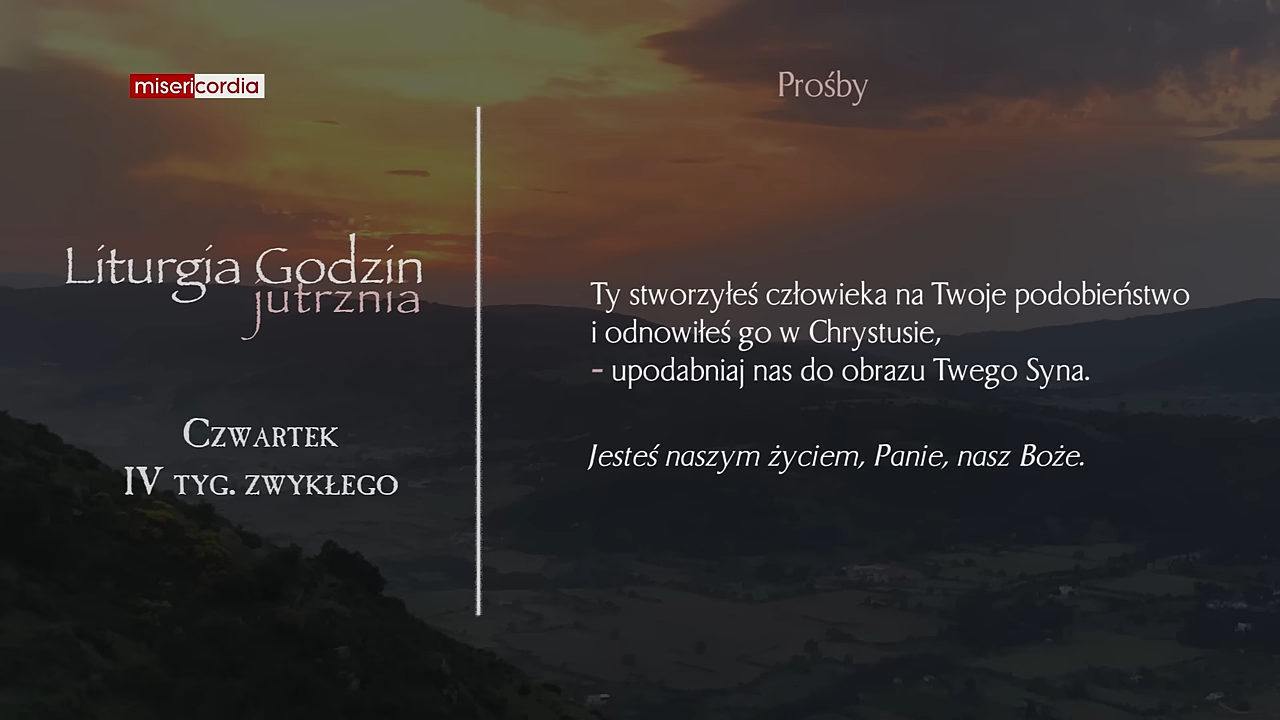 misericordia
Liturgia Godzin
jutrznia
Czwartek
IV tyg. zwykłego
Prośby
Ty stworzyłeś człowieka na Twoje podobieństwo
i odnowiłeś go w Chrystusie,
- upodabniaj nas do obrazu Twego Syna.
Jesteś naszym życiem, Panie, nasz Boże.